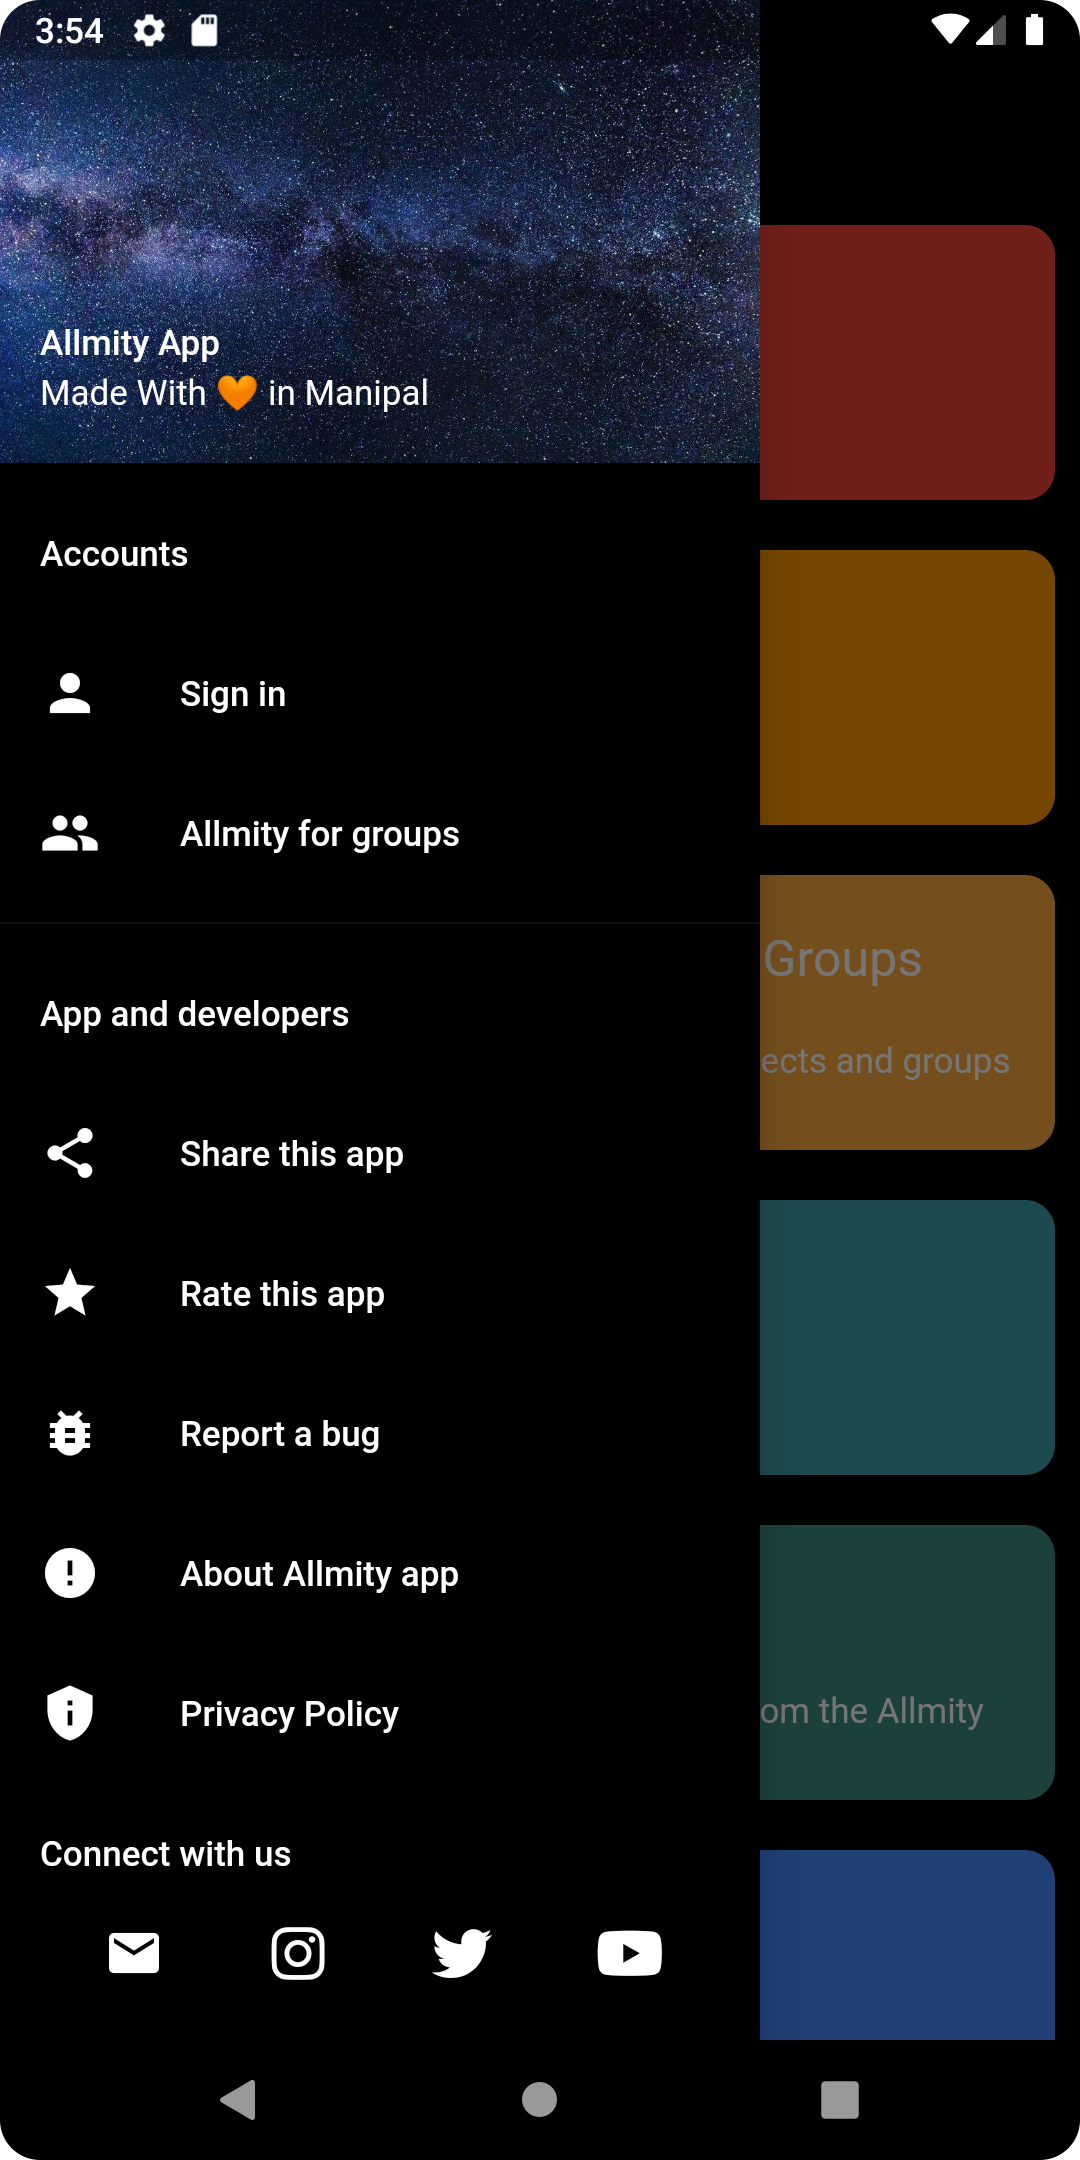 3:54
Allmity App
Made With 🧡 in Manipal
Accounts
Sign in
Allmity for groups
Groups
ects and groups
App and developers
Share this app
Rate this app
Report a bug
About Allmity app
Privacy Policy
om the Allmity
Connect with us